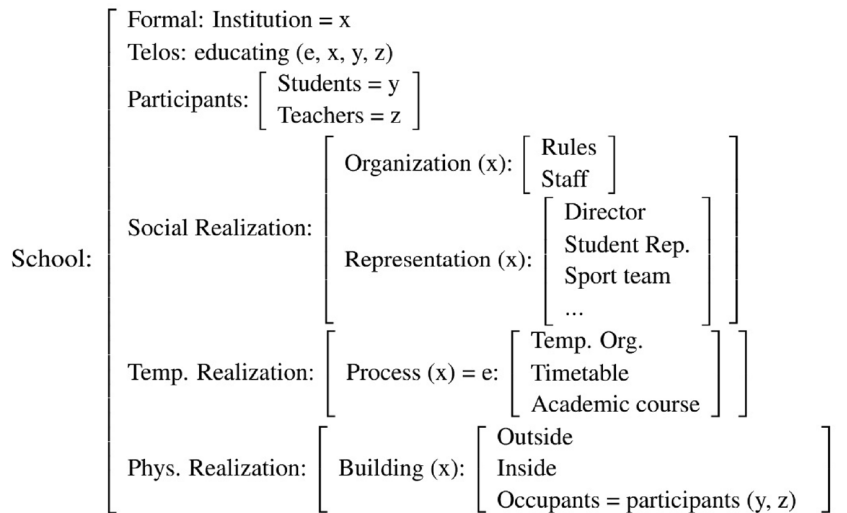 Formal: Institution = x
Telos: educating (e, x, y, z)
Participants: Students = y
Teachers = z
Social Realization:
Organization (x): Rules
Staff
Representation (x): Director
Student Rep.
Sport team
...
School:
Temp. Realization: Process (x) = e: Temp. Org.
Timetable
Academic course
Phys. Realization: Building (x): Outside
Inside
Occupants = participants (y, z)